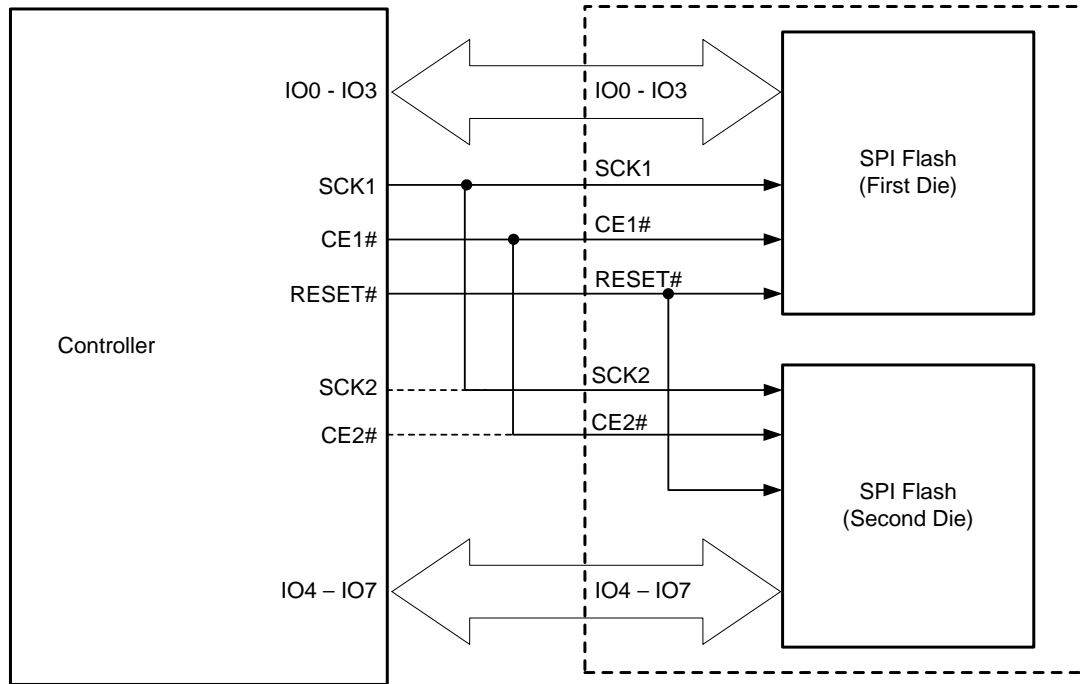 IO0 - IO3
IO0 - IO3
SPI Flash
(First Die)
SCK1
SCK1
CE1#
CE1#
RESET#
RESET#
Controller
SCK2
SCK2
CE2#
CE2#
SPI Flash
(Second Die)
IO4 – IO7
IO4 – IO7